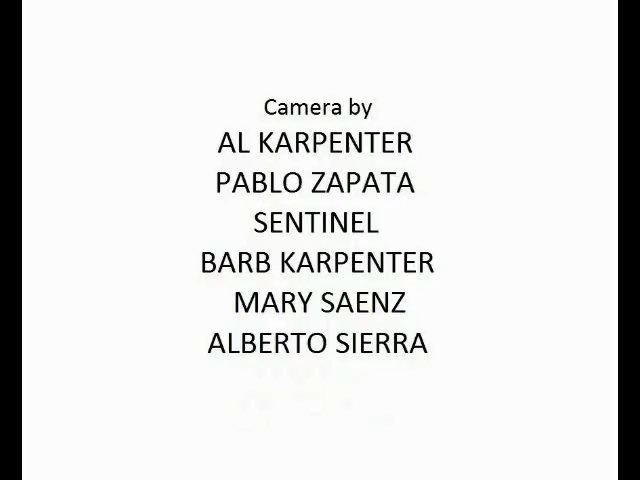 Camera by
AL KARPENTER
PABLO ZAPATA
SENTINEL
BARB KARPENTER
MARY SAENZ
ALBERTO SIERRA